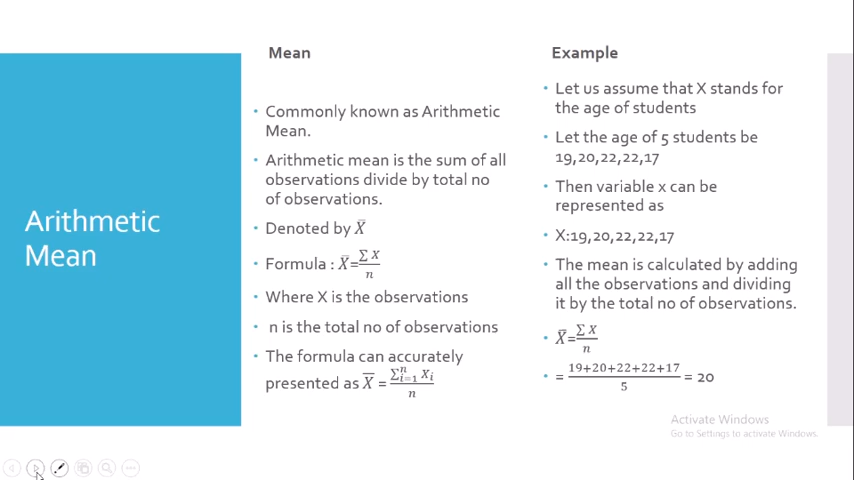 Arithmetic
Mean
Mean
Commonly known as Arithmetic
Mean.
Arithmetic mean is the sum of all
observations divide by total no
of observations.
Denoted by X̅
Formula : X̅=∑ X/n
Where X is the observations
n is the total no of observations
The formula can accurately
presented as X̅ = ∑ⁿᵢ₌₁ Xᵢ/n
Example
Let us assume that X stands for
the age of students
Let the age of 5 students be
19,20,22,22,17
Then variable x can be
represented as
X:19,20,22,22,17
The mean is calculated by adding
all the observations and dividing
it by the total no of observations.
X̅=∑ X/n
= 19+20+22+22+17/5 = 20
Activate Windows
Go to Settings to activate Windows.